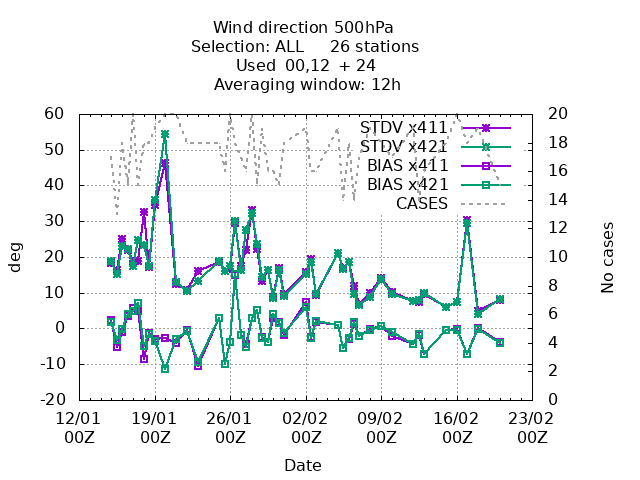 Wind direction 500hPa
Selection: ALL     26 stations
Used  00,12  + 24
Averaging window: 12h
60 50 40 30 20 10 0 -10 -20
deg
STDV x411
STDV x421
BIAS x411
BIAS x421
CASES
20 18 16 14 12 10 8 6 4 2 0
No cases
12/01 19/01 26/01 02/02 09/02 16/02 23/02
00Z 00Z 00Z 00Z 00Z 00Z 00Z
Date